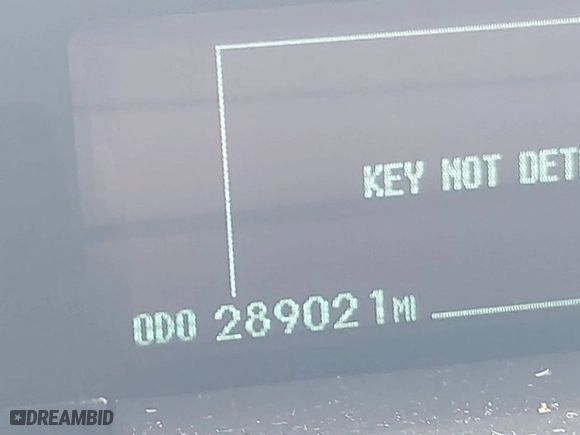 KEY NOT DET
ODO 289021 MI
DREAMBID